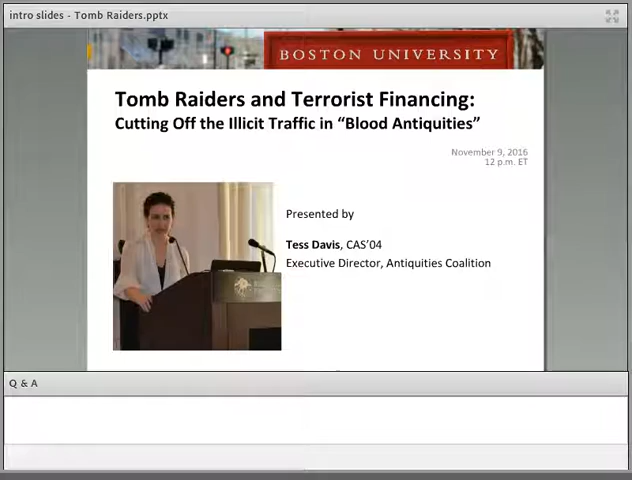 intro slides - Tomb Raiders.pptx
BOSTON UNIVERSITY
Tomb Raiders and Terrorist Financing:
Cutting Off the Illicit Traffic in “Blood Antiquities”
November 9, 2016
12 p.m. ET
Presented by
Tess Davis, CAS’04
Executive Director, Antiquities Coalition
Q & A